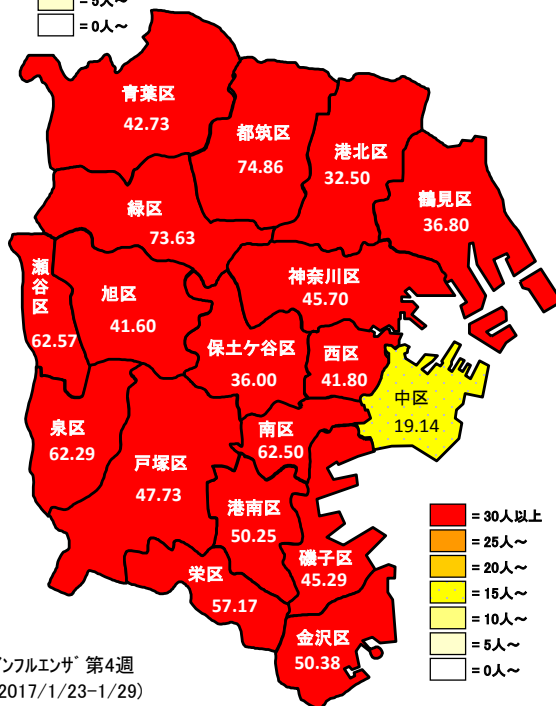 = 5人～
= 0人～
青葉区
42.73
都筑区
74.86
港北区
32.50
鶴見区
36.80
緑区
73.63
瀬谷区
62.57
旭区
41.60
神奈川区
45.70
保土ケ谷区
36.00
西区
41.80
中区
19.14
泉区
62.29
戸塚区
47.73
南区
62.50
港南区
50.25
磯子区
45.29
栄区
57.17
金沢区
50.38
= 30人以上
= 25人～
= 20人～
= 15人～
= 10人～
= 5人～
= 0人～
ンフルエンザ 第4週
2017/1/23-1/29)